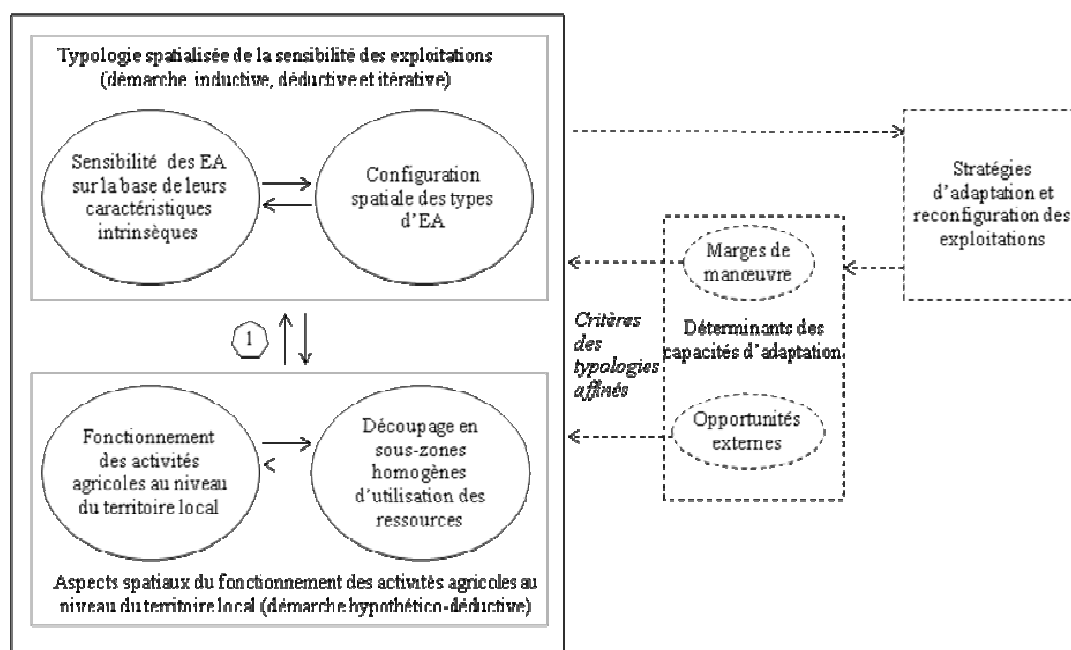 Typologie spatialisée de la sensibilité des exploitations
(démarche inductive, déductive et itérative)
Sensibilité des EA
sur la base de leurs
caractéristiques
intrinsèques
Configuration
spatiale des types
d'EA
1
Fonctionnement
des activités
agricoles au niveau
du territoire local
Découpage en
sous-zones
homogènes
d'utilisation des
ressources
Aspects spatiaux du fonctionnement des activités agricoles au
niveau du territoire local (démarche hypothético-déductive)
Critères
des
typologies
affinés
Marges de
manœuvre
Déterminants des
capacités d'adaptation
Opportunités
externes
Stratégies
d'adaptation et
reconfiguration des
exploitations